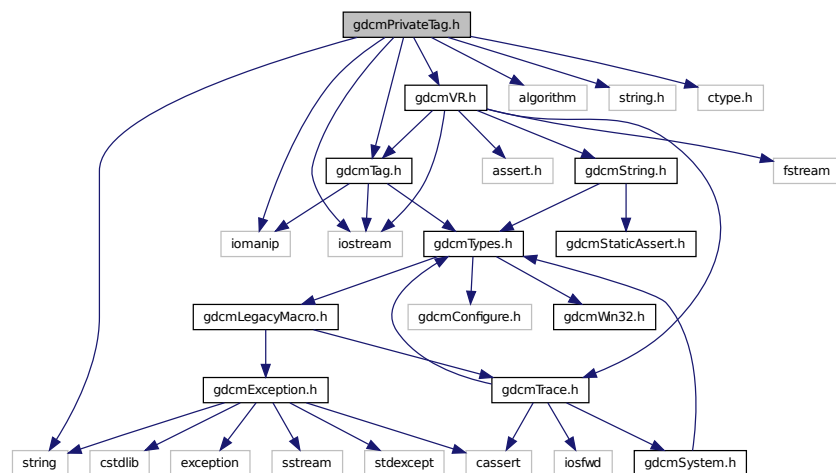 gdcmPrivateTag.h
gdcmVR.h
algorithm
string.h
ctype.h
gdcmTag.h
assert.h
gdcmString.h
fstream
iomanip
iostream
gdcmTypes.h
gdcmStaticAssert.h
gdcmLegacyMacro.h
gdcmConfigure.h
gdcmWin32.h
gdcmException.h
gdcmTrace.h
string
cstdlib
exception
sstream
stdexcept
cassert
iosfwd
gdcmSystem.h